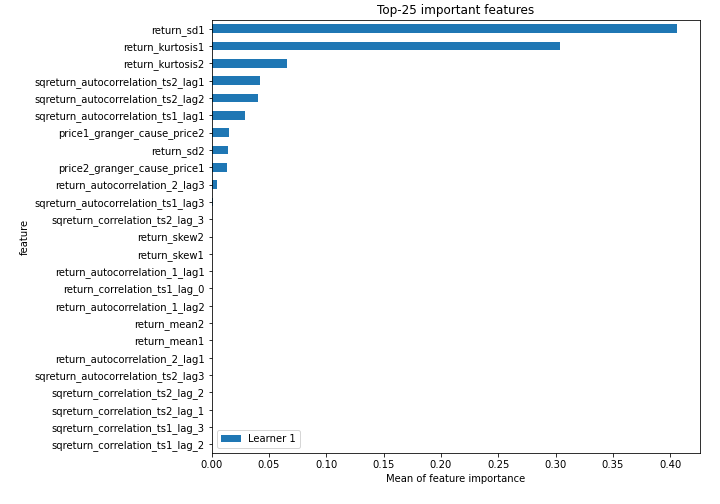 Top-25 important features
return_sd1
return_kurtosis1
return_kurtosis2
sqreturn_autocorrelation_ts2_lag1
sqreturn_autocorrelation_ts2_lag2
sqreturn_autocorrelation_ts1_lag1
price1_granger_cause_price2
return_sd2
price2_granger_cause_price1
return_autocorrelation_2_lag3
sqreturn_autocorrelation_ts1_lag3
sqreturn_correlation_ts2_lag_3
return_skew2
return_skew1
return_autocorrelation_1_lag1
return_correlation_ts1_lag_0
return_autocorrelation_1_lag2
return_mean2
return_mean1
return_autocorrelation_2_lag1
sqreturn_autocorrelation_ts2_lag3
sqreturn_correlation_ts2_lag_2
sqreturn_correlation_ts2_lag_1
sqreturn_correlation_ts1_lag_3
sqreturn_correlation_ts1_lag_2
feature
Learner 1
0.00 0.05 0.10 0.15 0.20 0.25 0.30 0.35 0.40
Mean of feature importance